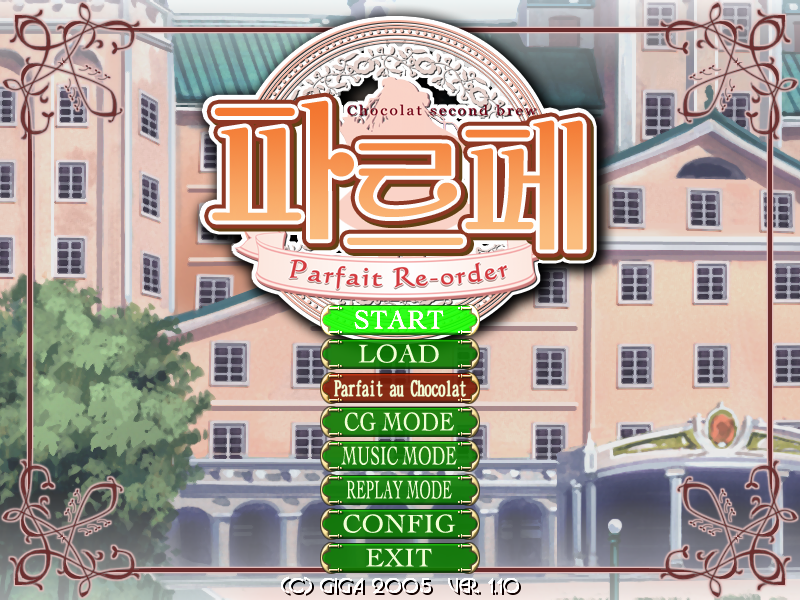 Chocolat second brew
파르페
Parfait Re-order
START
LOAD
Parfait au Chocolat
CG MODE
MUSIC MODE
REPLAY MODE
CONFIG
EXIT
(C) GIGA 2005 VER. 1.10